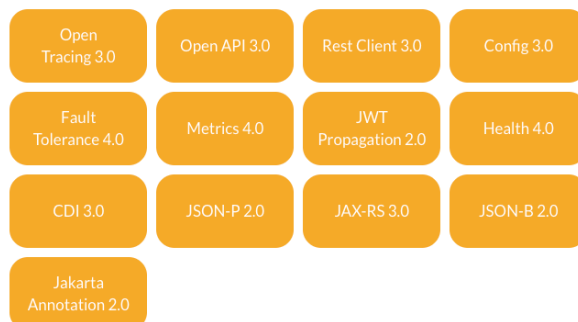 Open
Tracing 3.0
Open API 3.0
Rest Client 3.0
Config 3.0
Fault
Tolerance 4.0
Metrics 4.0
JWT
Propagation 2.0
Health 4.0
CDI 3.0
JSON-P 2.0
JAX-RS 3.0
JSON-B 2.0
Jakarta
Annotation 2.0